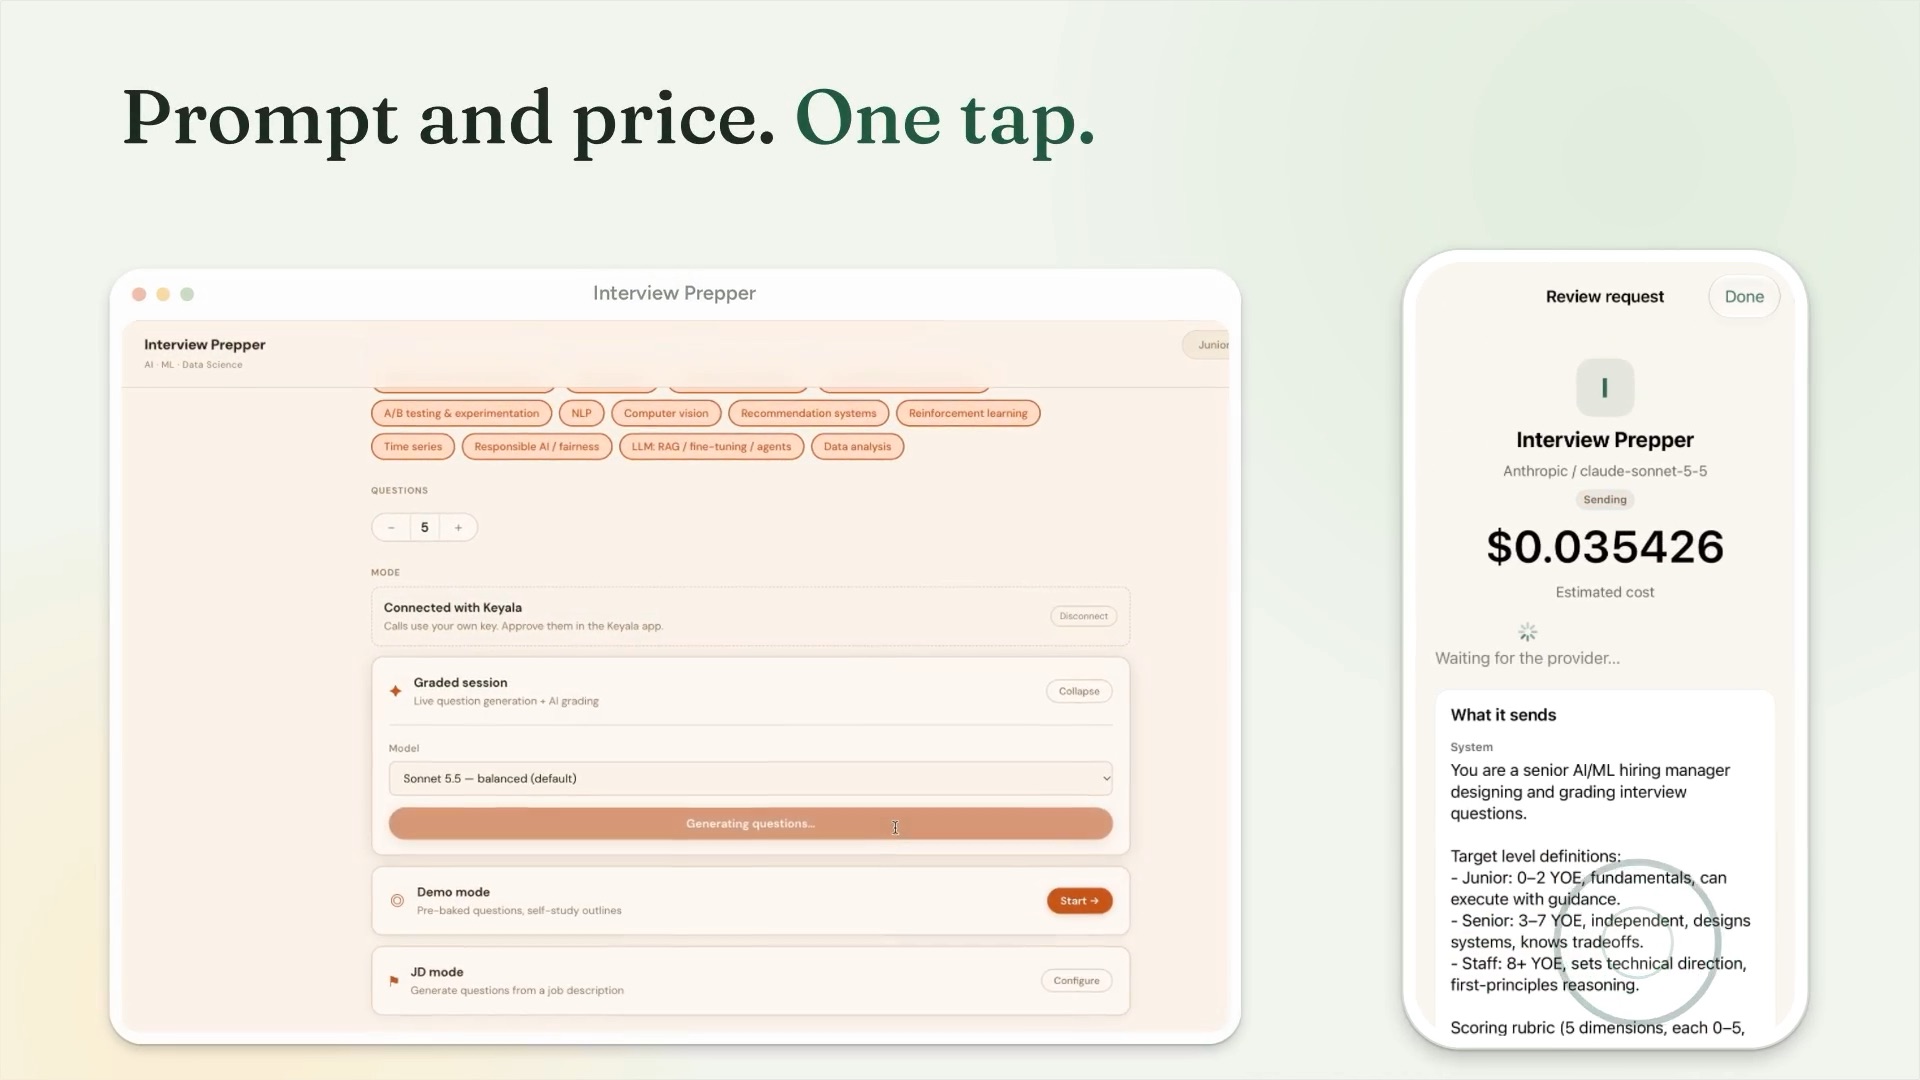 Prompt and price. One tap.
Interview Prepper
Interview Prepper
AI · ML · Data Science
Junior
A/B testing & experimentation
NLP
Computer vision
Recommendation systems
Reinforcement learning
Time series
Responsible AI / fairness
LLM: RAG / fine-tuning / agents
Data analysis
QUESTIONS
− 5 +
MODE
Connected with Keyala
Calls use your own key. Approve them in the Keyala app.
Disconnect
Graded session
Live question generation + AI grading
Collapse
Model
Sonnet 5.5 — balanced (default)
Generating questions...
Demo mode
Pre-baked questions, self-study outlines
Start →
JD mode
Generate questions from a job description
Configure
Review request
Done
I
Interview Prepper
Anthropic / claude-sonnet-5-5
Sending
$0.035426
Estimated cost
Waiting for the provider...
What it sends
System
You are a senior AI/ML hiring manager
designing and grading interview
questions.
Target level definitions:
- Junior: 0–2 YOE, fundamentals, can
execute with guidance.
- Senior: 3–7 YOE, independent, designs
systems, knows tradeoffs.
- Staff: 8+ YOE, sets technical direction,
first-principles reasoning.
Scoring rubric (5 dimensions, each 0–5,